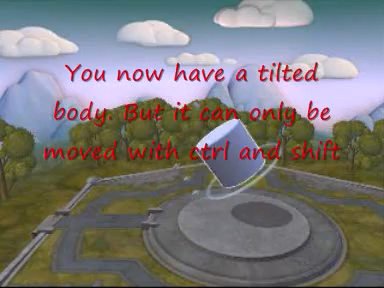 You now have a tilted
body. But it can only be
moved with ctrl and shift